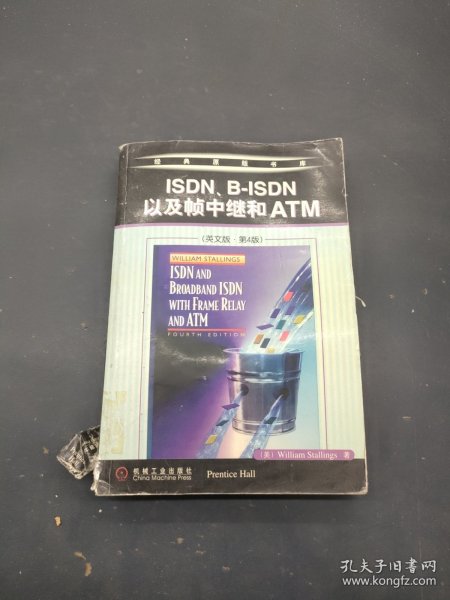 经典原版书库
ISDN、B-ISDN
以及帧中继和ATM
(英文版·第4版)
WILLIAM STALLINGS
ISDN AND
BROADBAND ISDN
WITH FRAME RELAY
AND ATM
FOURTH EDITION
(美) William Stallings 著
机械工业出版社
China Machine Press
Prentice Hall
孔夫子旧书网
www.kongfz.com